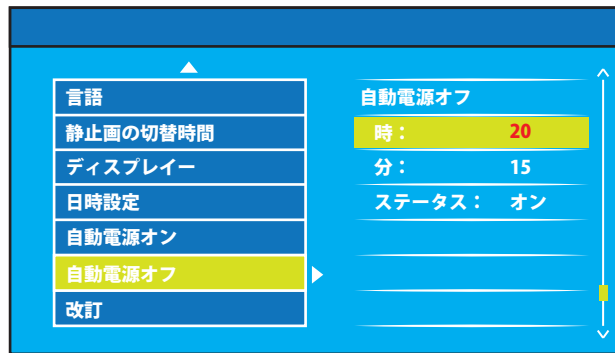 言語
静止画の切替時間
ディスプレイー
日時設定
自動電源オン
自動電源オフ
改訂
自動電源オフ
時： 20
分： 15
ステータス： オン